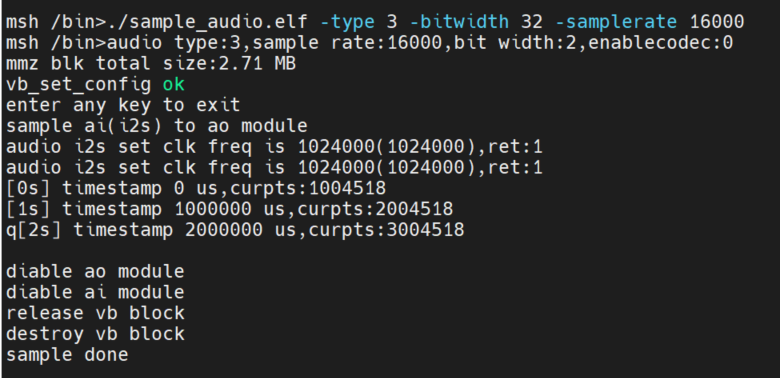 msh /bin>./sample_audio.elf -type 3 -bitwidth 32 -samplerate 16000
msh /bin>audio type:3,sample rate:16000,bit width:2,enablecodec:0
mmz blk total size:2.71 MB
vb_set_config ok
enter any key to exit
sample ai(i2s) to ao module
audio i2s set clk freq is 1024000(1024000),ret:1
audio i2s set clk freq is 1024000(1024000),ret:1
[0s] timestamp 0 us,curpts:1004518
[1s] timestamp 1000000 us,curpts:2004518
q[2s] timestamp 2000000 us,curpts:3004518
diable ao module
diable ai module
release vb block
destroy vb block
sample done